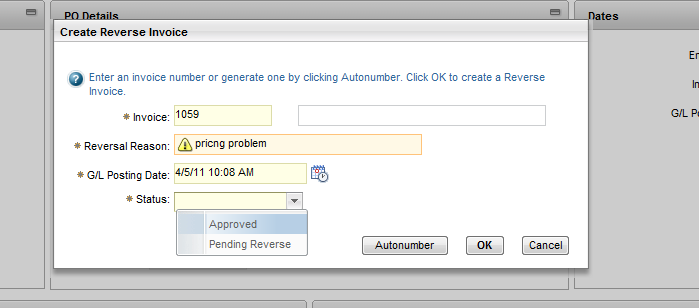 PO Details
Dates
Create Reverse Invoice
Enter an invoice number or generate one by clicking Autonumber. Click OK to create a Reverse
Invoice.
Invoice: 1059
Reversal Reason: pricng problem
G/L Posting Date: 4/5/11 10:08 AM
Status:
Approved
Pending Reverse
Autonumber OK Cancel
En
In
G/L Po